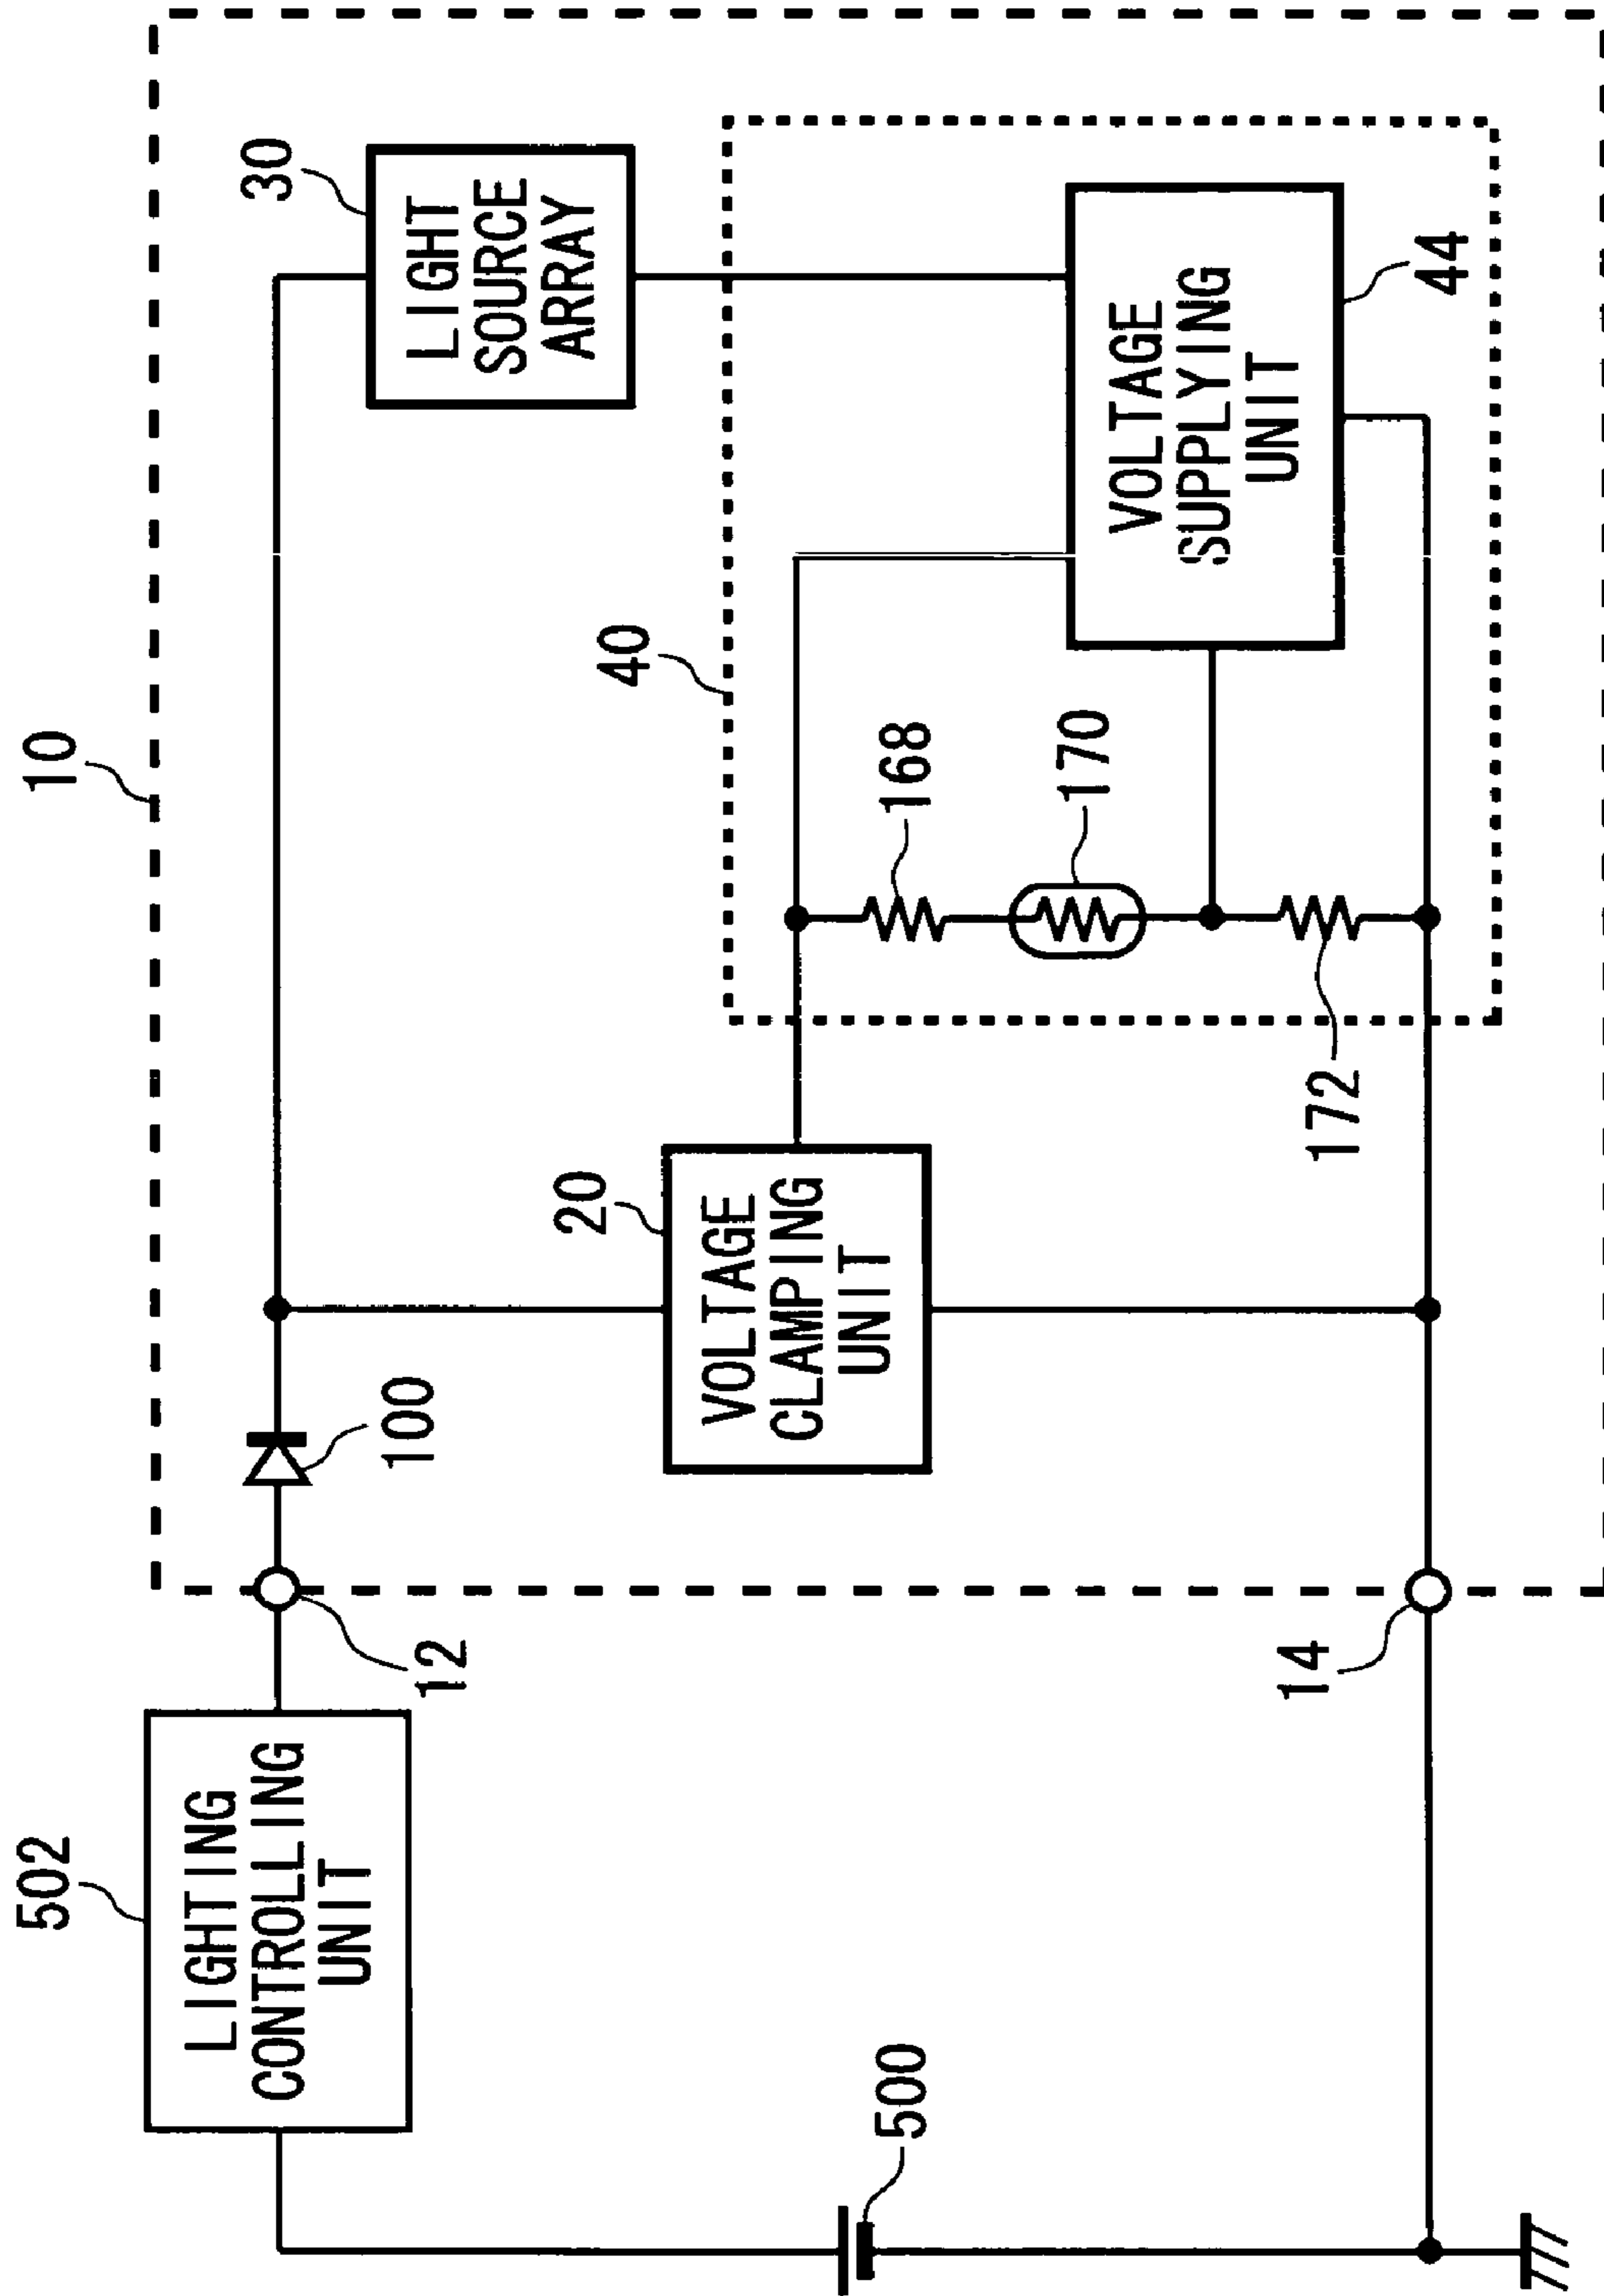 10
502
LIGHTING
CONTROLLING
UNIT
12
100
30
LIGHT
SOURCE
ARRAY
20
VOLTAGE
CLAMPING
UNIT
40
168
170
VOLTAGE
SUPPLYING
UNIT
44
172
500
14